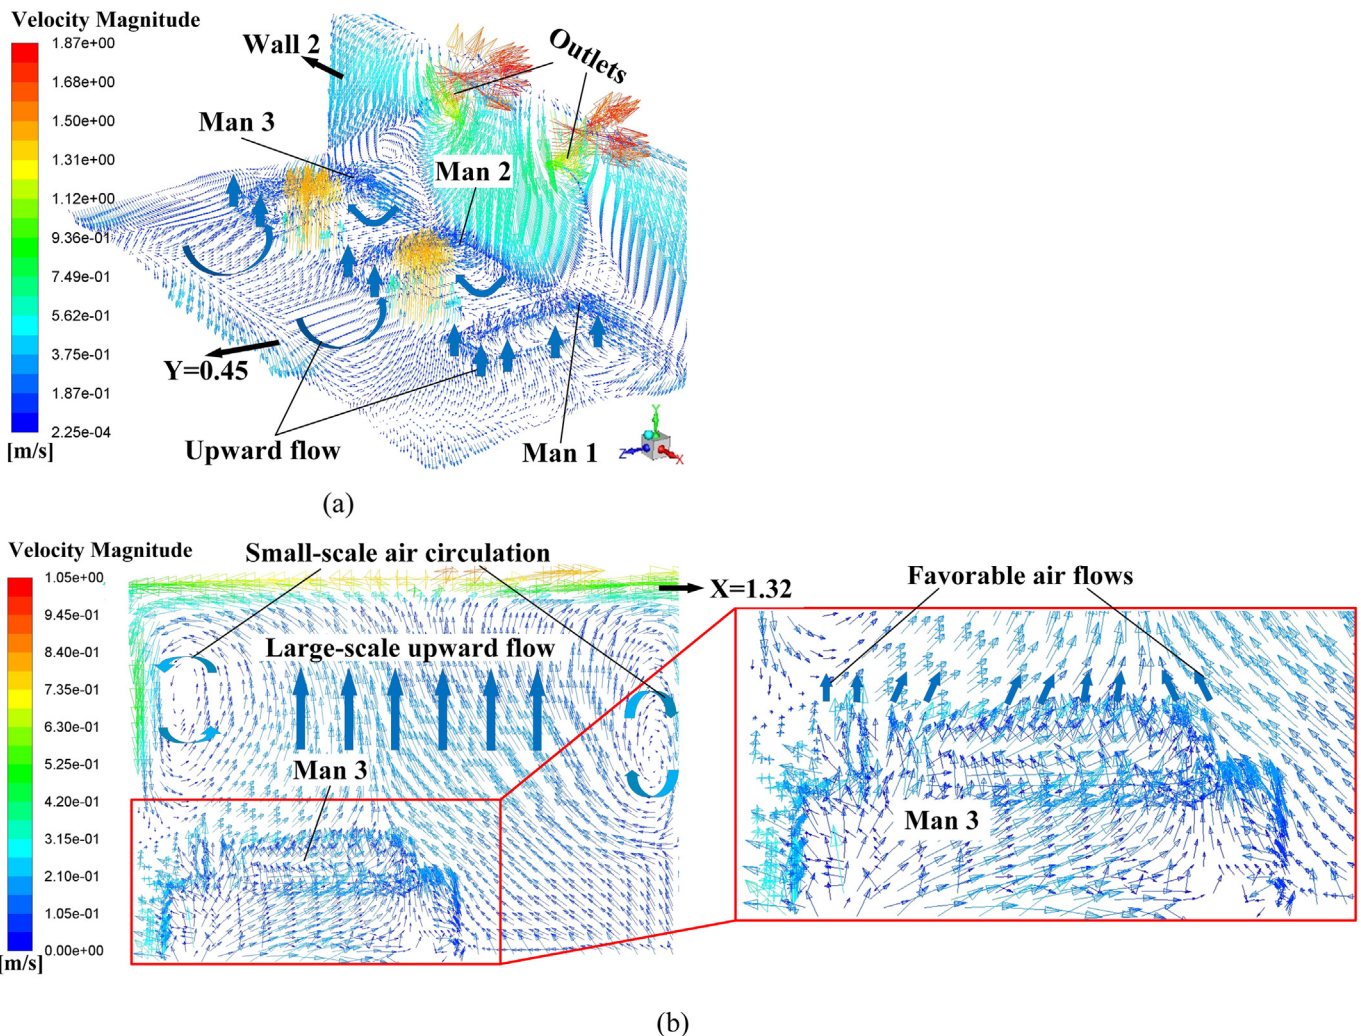 Velocity Magnitude
1.87e+00
1.68e+00
1.50e+00
1.31e+00
1.12e+00
9.36e-01
7.49e-01
5.62e-01
3.75e-01
1.87e-01
2.25e-04
[m/s]
Wall 2
Outlets
Man 3
Man 2
Y=0.45
Upward flow
Man 1
Y
Z
X
(a)
Velocity Magnitude
1.05e+00
9.45e-01
8.40e-01
7.35e-01
6.30e-01
5.25e-01
4.20e-01
3.15e-01
2.10e-01
1.05e-01
0.00e+00
[m/s]
Small-scale air circulation
X=1.32
Large-scale upward flow
Man 3
Favorable air flows
Man 3
(b)